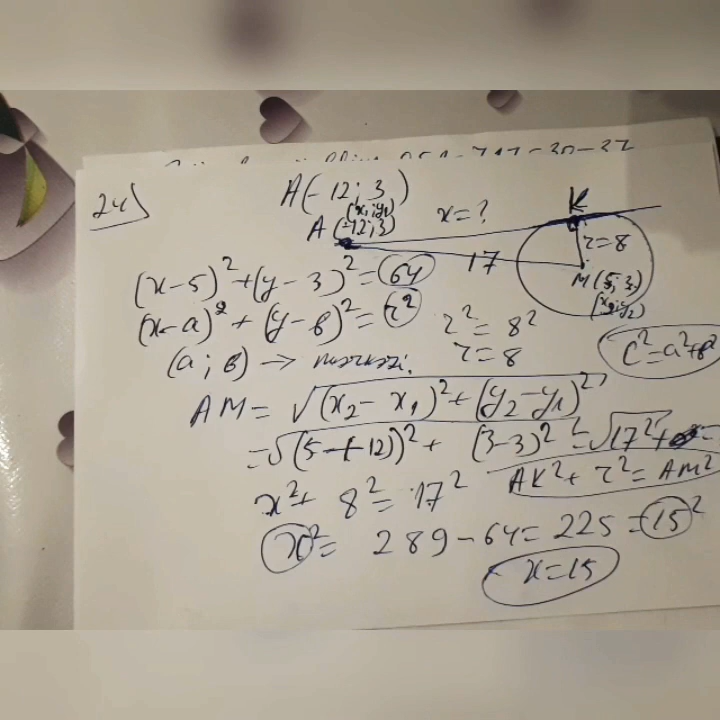 24)
A(-12; 3)
(x₁; y₁)
A (-12; 3)
x = ?
K
r = 8
17
M (5; 3)
(x₂; y₂)
(x-5)² + (y-3)² = 64
(x-a)² + (y-b)² = r²
r² = 8²
(a; b) →
r = 8
C² = a² + b²
AM = √(x₂ - x₁)² + (y₂ - y₁)²
= √(5 - (-12))² + (3-3)² = √17² +
x² + 8² = 17²
AK² + r² = AM²
x² = 289 - 64 = 225 = 15²
x = 15